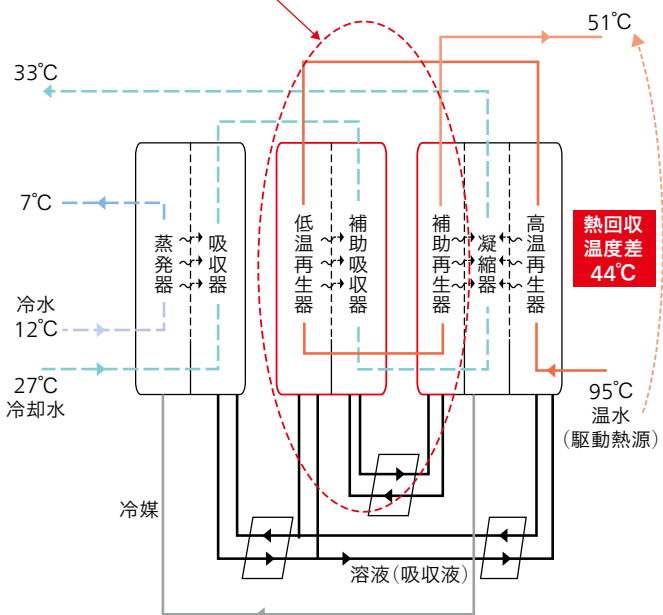 51℃
33℃
7℃
冷水
12℃
27℃
冷却水
蒸発器
吸収器
低温再生器
補助吸収器
補助再生器
凝縮器
高温再生器
熱回収
温度差
44℃
95℃
温水
（駆動熱源）
冷媒
溶液（吸収液）